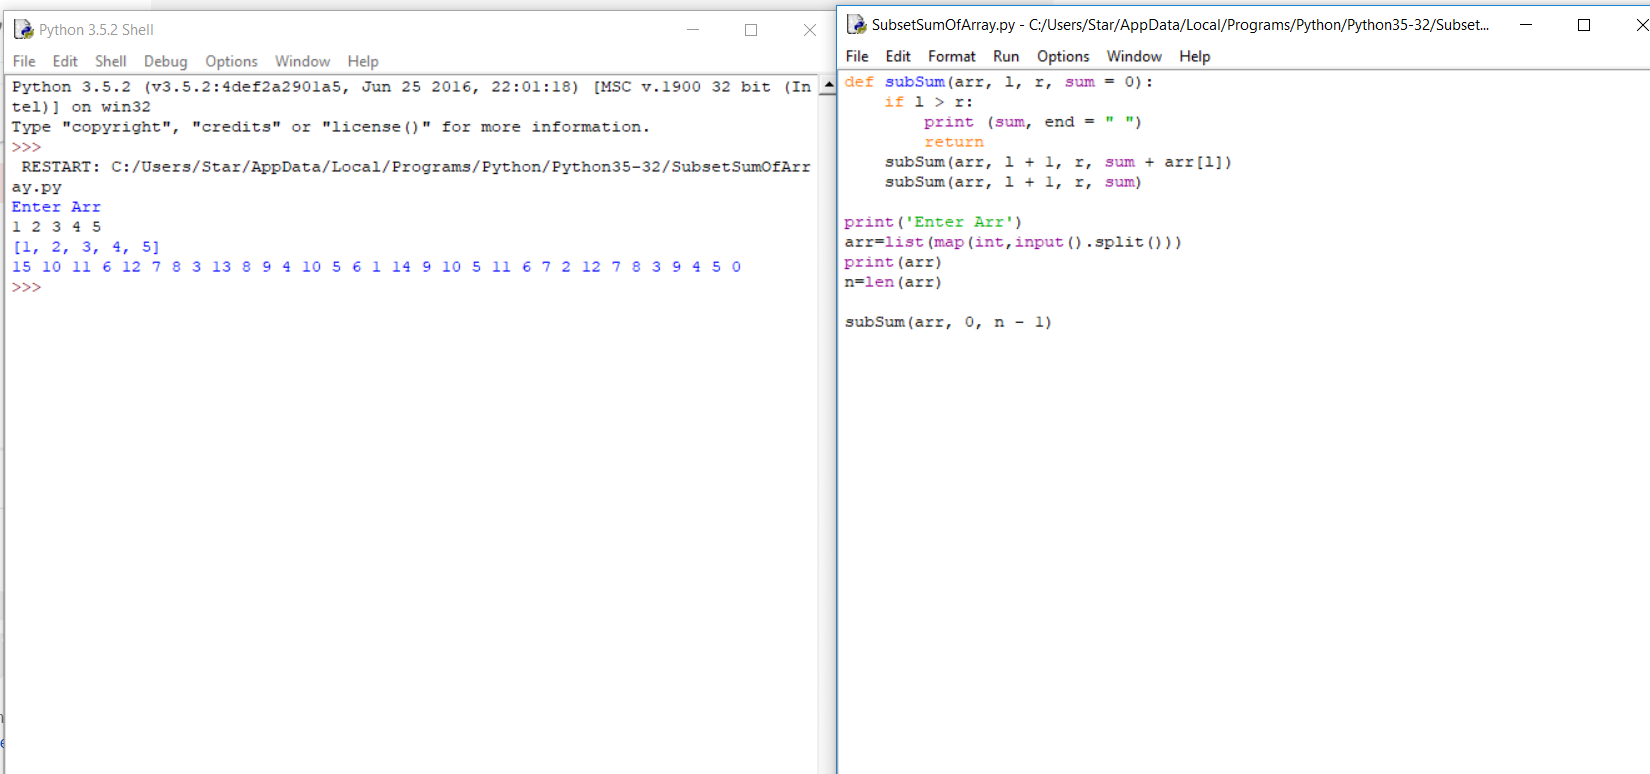 Python 3.5.2 Shell
File Edit Shell Debug Options Window Help
Python 3.5.2 (v3.5.2:4def2a2901a5, Jun 25 2016, 22:01:18) [MSC v.1900 32 bit (In
tel)] on win32
Type "copyright", "credits" or "license()" for more information.
>>>
 RESTART: C:/Users/Star/AppData/Local/Programs/Python/Python35-32/SubsetSumOfArr
ay.py
Enter Arr
1 2 3 4 5
[1, 2, 3, 4, 5]
15 10 11 6 12 7 8 3 13 8 9 4 10 5 6 1 14 9 10 5 11 6 7 2 12 7 8 3 9 4 5 0
>>>
SubsetSumOfArray.py - C:/Users/Star/AppData/Local/Programs/Python/Python35-32/Subset...
File Edit Format Run Options Window Help
def subSum(arr, l, r, sum = 0):
    if l > r:
        print (sum, end = " ")
        return
    subSum(arr, l + 1, r, sum + arr[l])
    subSum(arr, l + 1, r, sum)
print('Enter Arr')
arr=list(map(int,input().split()))
print(arr)
n=len(arr)
subSum(arr, 0, n - 1)